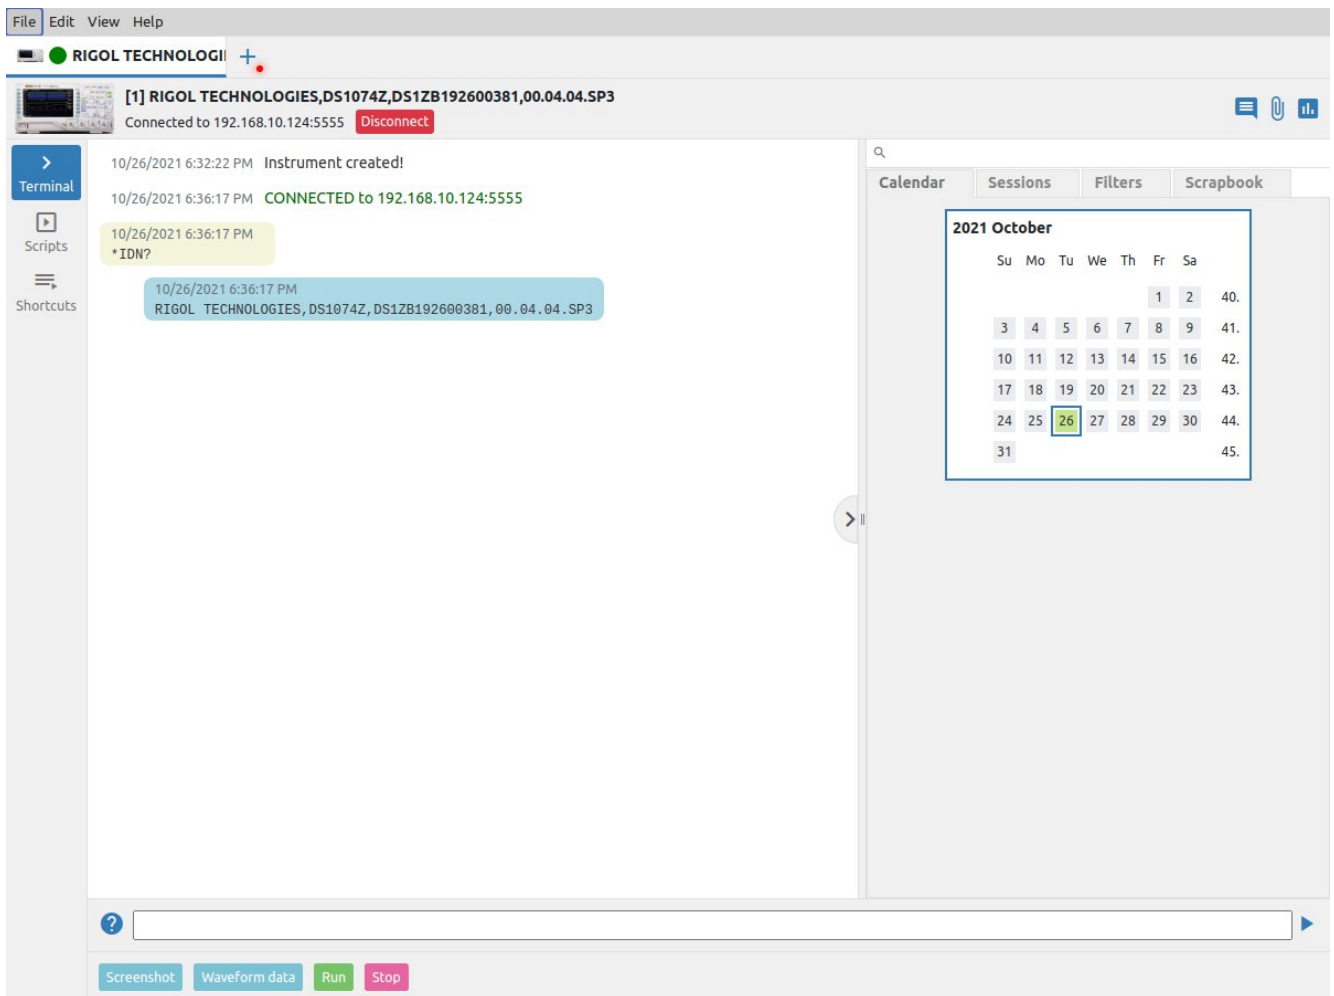 File Edit View Help
RIGOL TECHNOLOGI
[1] RIGOL TECHNOLOGIES,DS1074Z,DS1ZB192600381,00.04.04.SP3
Connected to 192.168.10.124:5555 Disconnect
Terminal
Scripts
Shortcuts
10/26/2021 6:32:22 PM Instrument created!
10/26/2021 6:36:17 PM CONNECTED to 192.168.10.124:5555
10/26/2021 6:36:17 PM
*IDN?
10/26/2021 6:36:17 PM
RIGOL TECHNOLOGIES,DS1074Z,DS1ZB192600381,00.04.04.SP3
Calendar Sessions Filters Scrapbook
2021 October
Su Mo Tu We Th Fr Sa
1 2 40.
3 4 5 6 7 8 9 41.
10 11 12 13 14 15 16 42.
17 18 19 20 21 22 23 43.
24 25 26 27 28 29 30 44.
31 45.
?
Screenshot Waveform data Run Stop